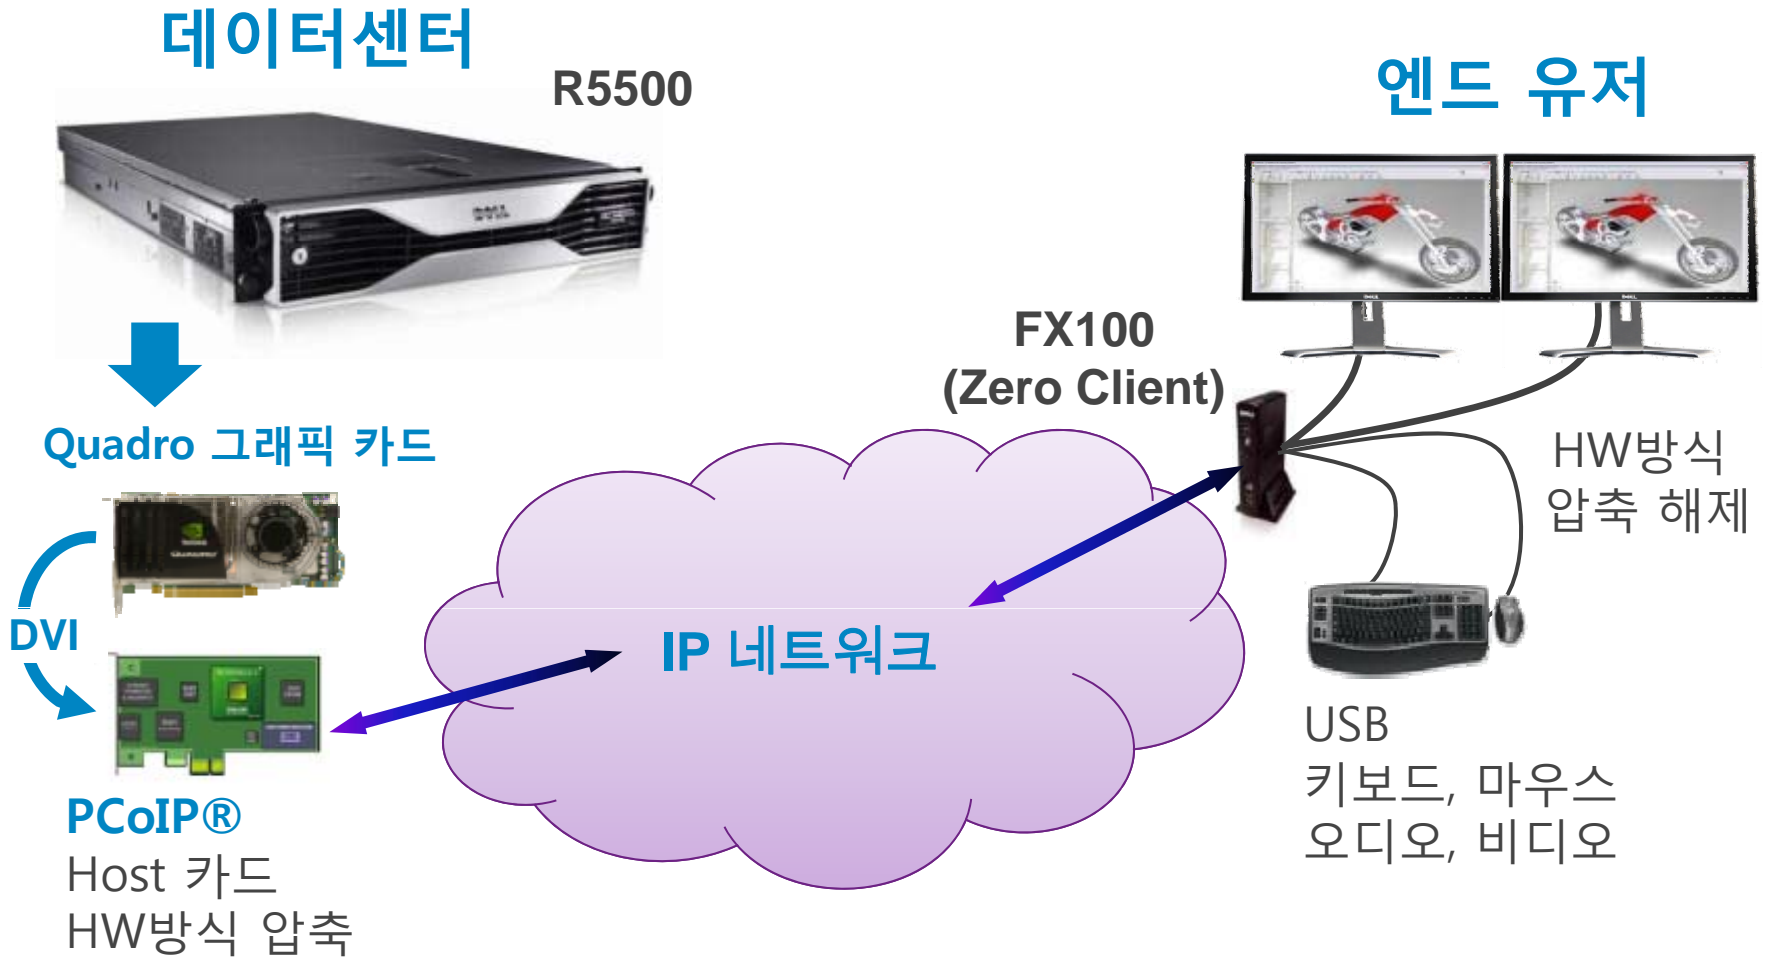 데이터센터
R5500
엔드 유저
DELL
FX100
(Zero Client)
Quadro 그래픽 카드
HW방식
압축 해제
DVI
IP 네트워크
PCoIP®
Host 카드
HW방식 압축
USB
키보드, 마우스
오디오, 비디오